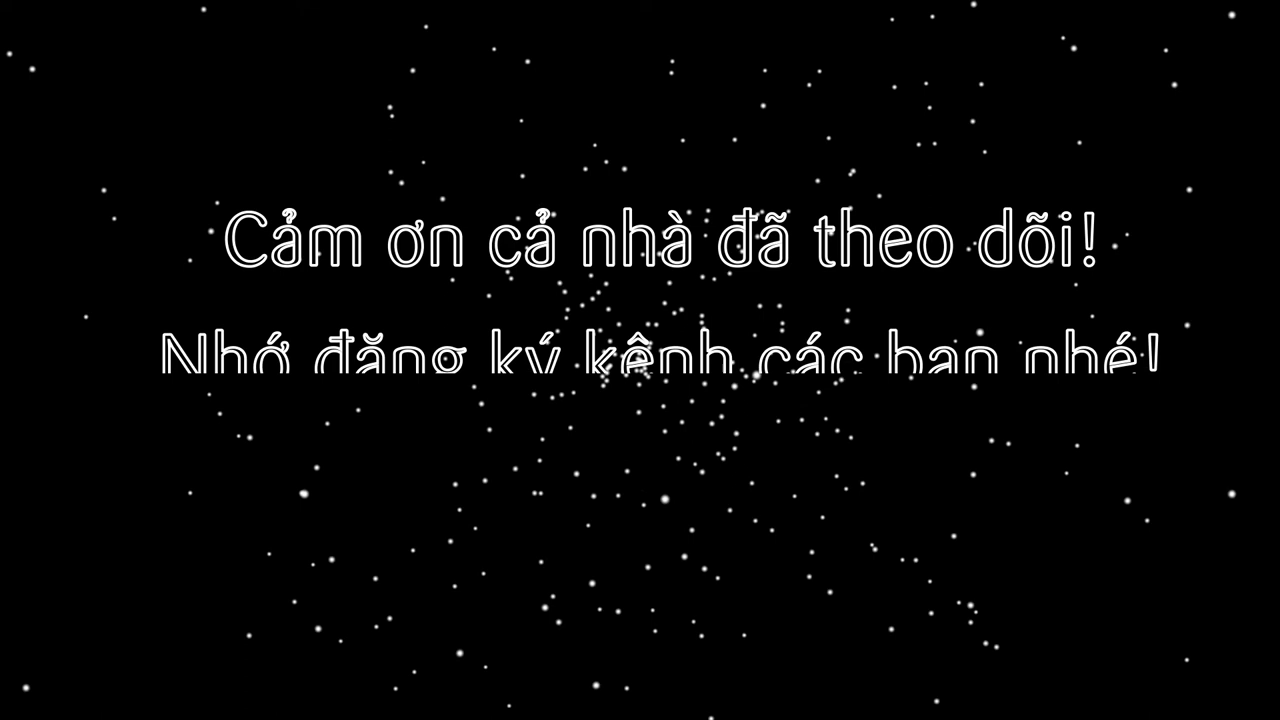 Cảm ơn cả nhà đã theo dõi!
Nhớ đăng ký kênh các bạn nhé!